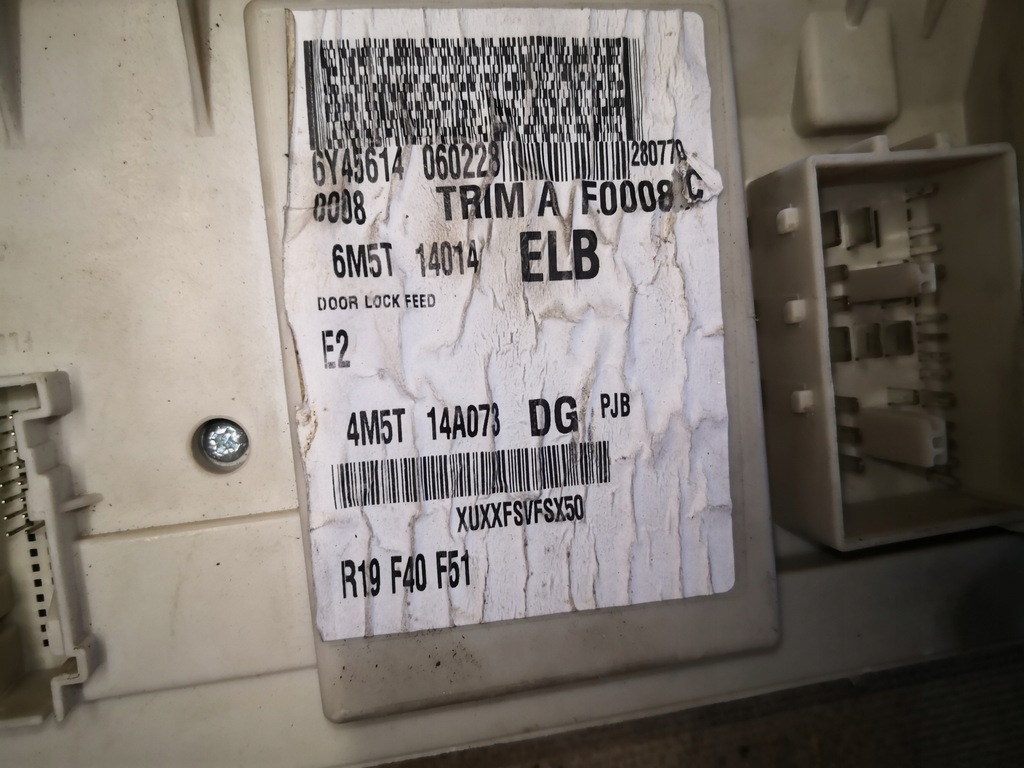 6Y45614 060228 280770
0008 TRIM A F0008 C
6M5T 14014 ELB
DOOR LOCK FEED
E2
4M5T 14A073 DG PJB
XUXXFSVFSX50
R19 F40 F51